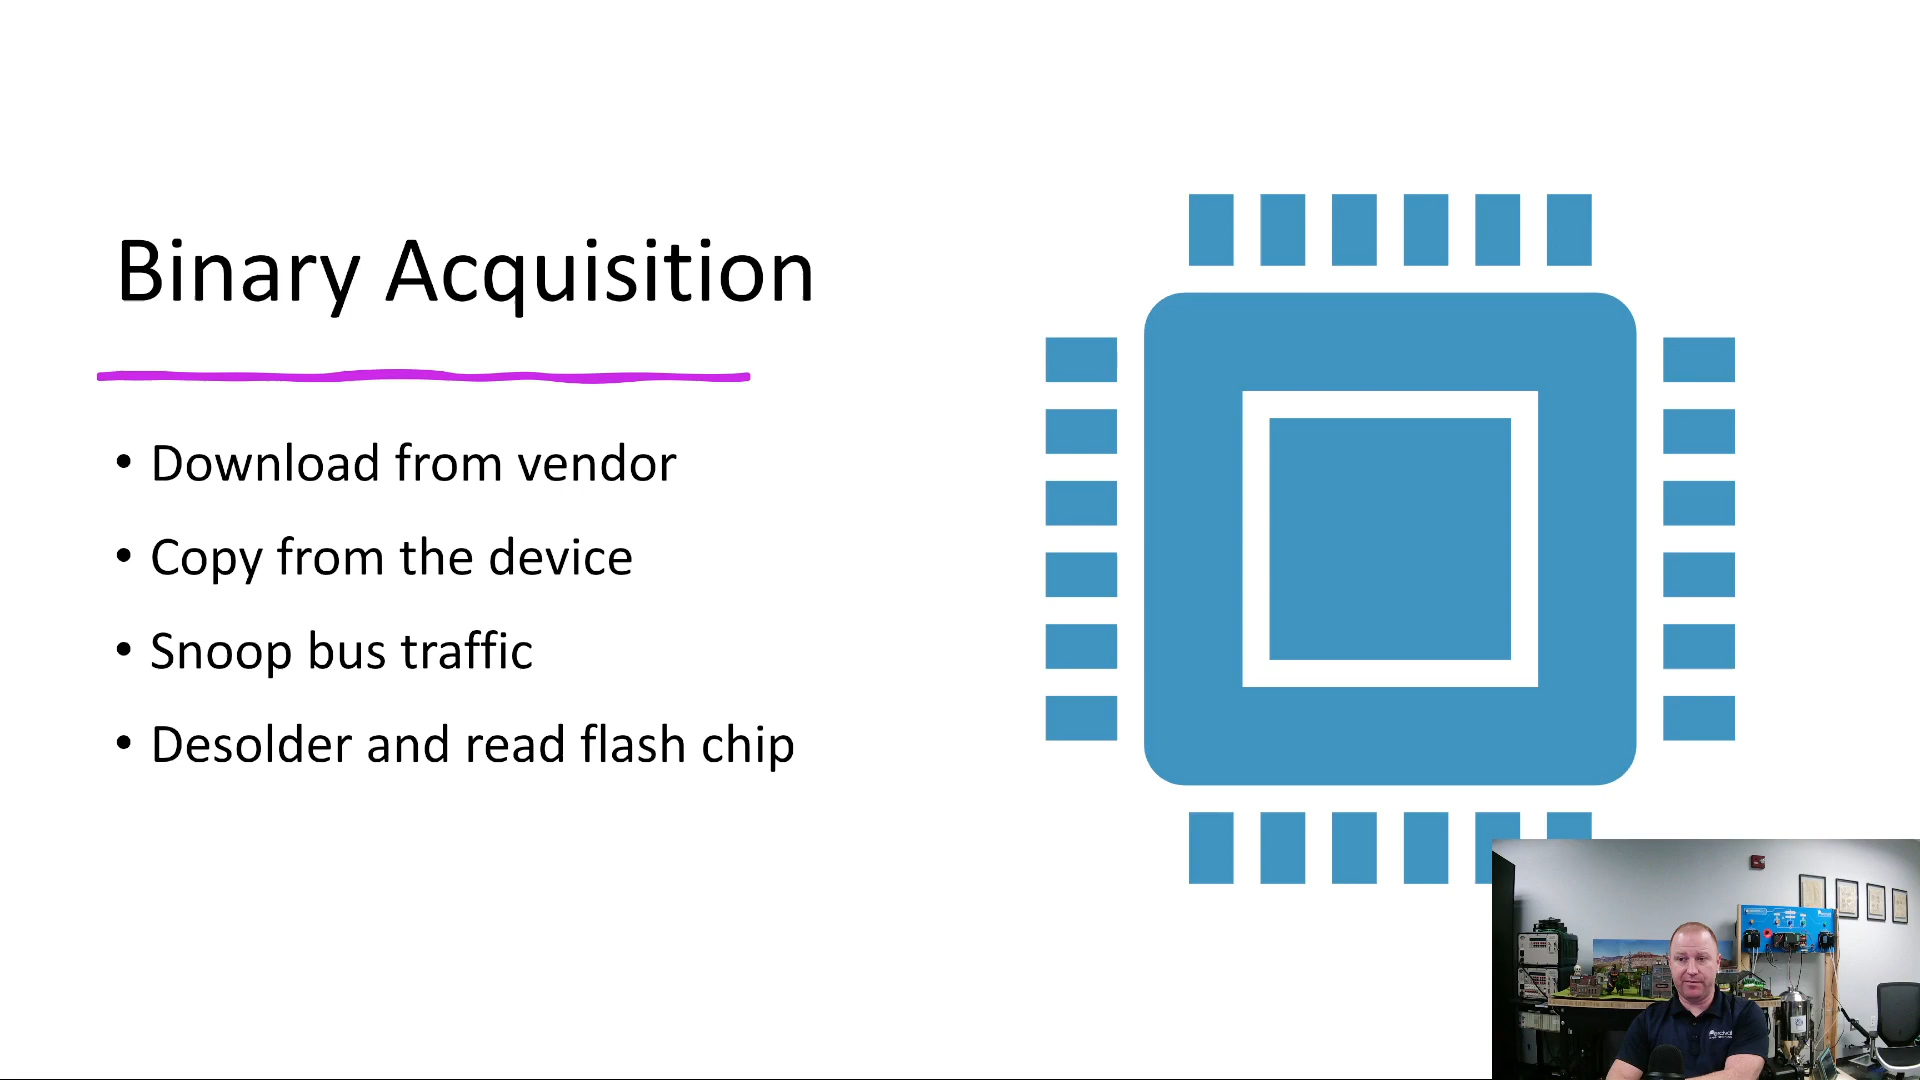 Binary Acquisition
• Download from vendor
• Copy from the device
• Snoop bus traffic
• Desolder and read flash chip